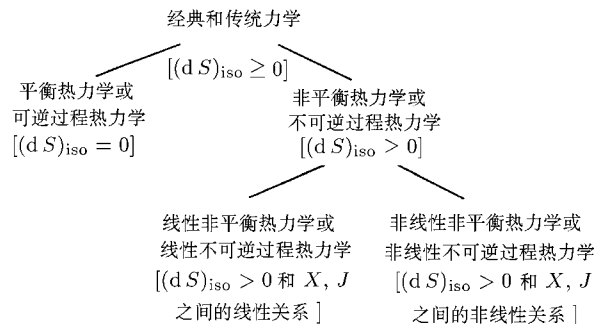 经典和传统力学
[(d S)iso ≥ 0]
平衡热力学或
可逆过程热力学
[(d S)iso = 0]
非平衡热力学或
不可逆过程热力学
[(d S)iso > 0]
线性非平衡热力学或
线性不可逆过程热力学
[(d S)iso > 0 和 X, J
之间的线性关系 ]
非线性非平衡热力学或
非线性不可逆过程热力学
[(d S)iso > 0 和 X, J
之间的非线性关系 ]